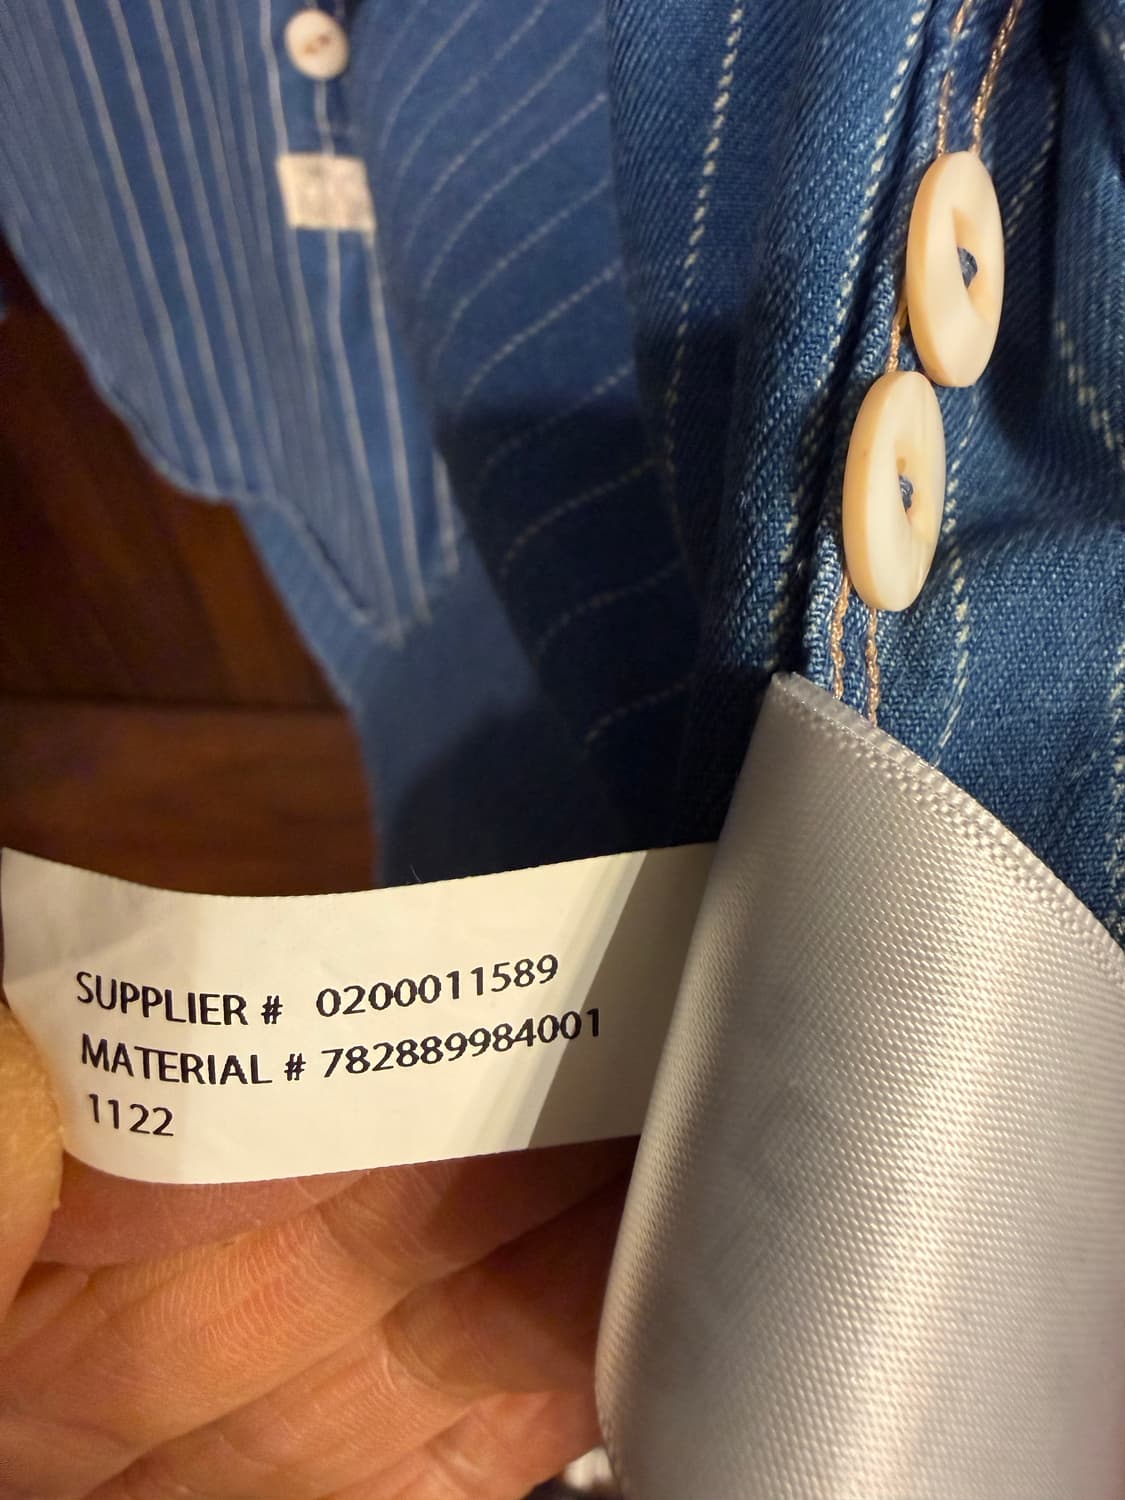 SUPPLIER # 0200011589
MATERIAL # 782889984001
1122